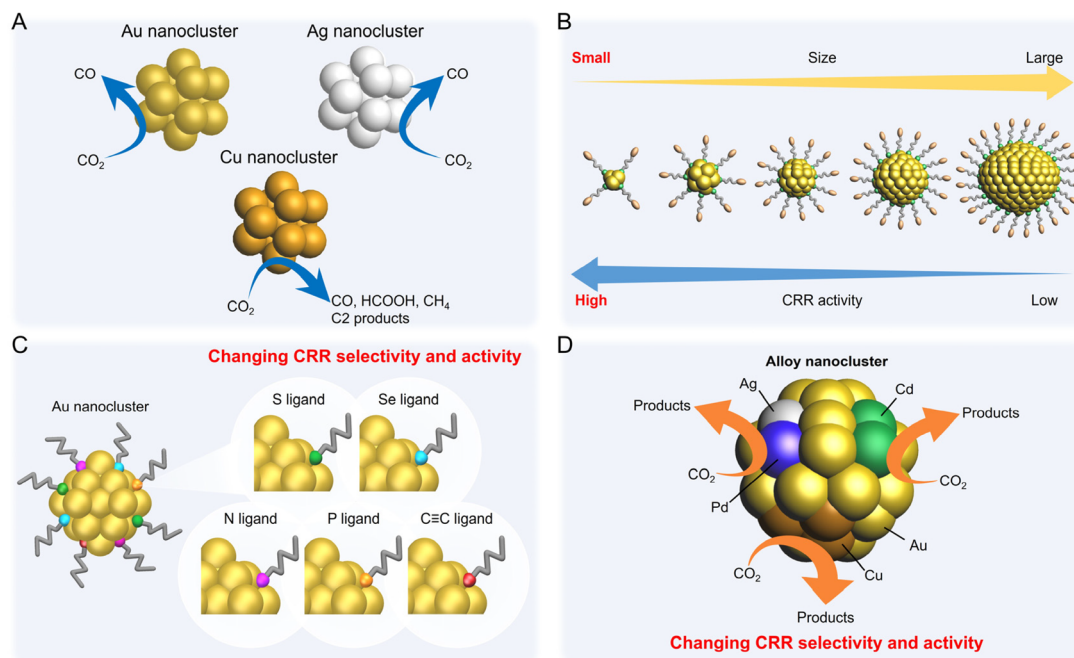 A
Au nanocluster
Ag nanocluster
CO
CO
CO₂
CO₂
Cu nanocluster
CO₂
CO, HCOOH, CH₄
C2 products
B
Small
Size
Large
High
CRR activity
Low
C
Changing CRR selectivity and activity
Au nanocluster
S ligand
Se ligand
N ligand
P ligand
C≡C ligand
D
Alloy nanocluster
Ag
Cd
Products
Products
CO₂
CO₂
Pd
Au
CO₂
Cu
Products
Changing CRR selectivity and activity